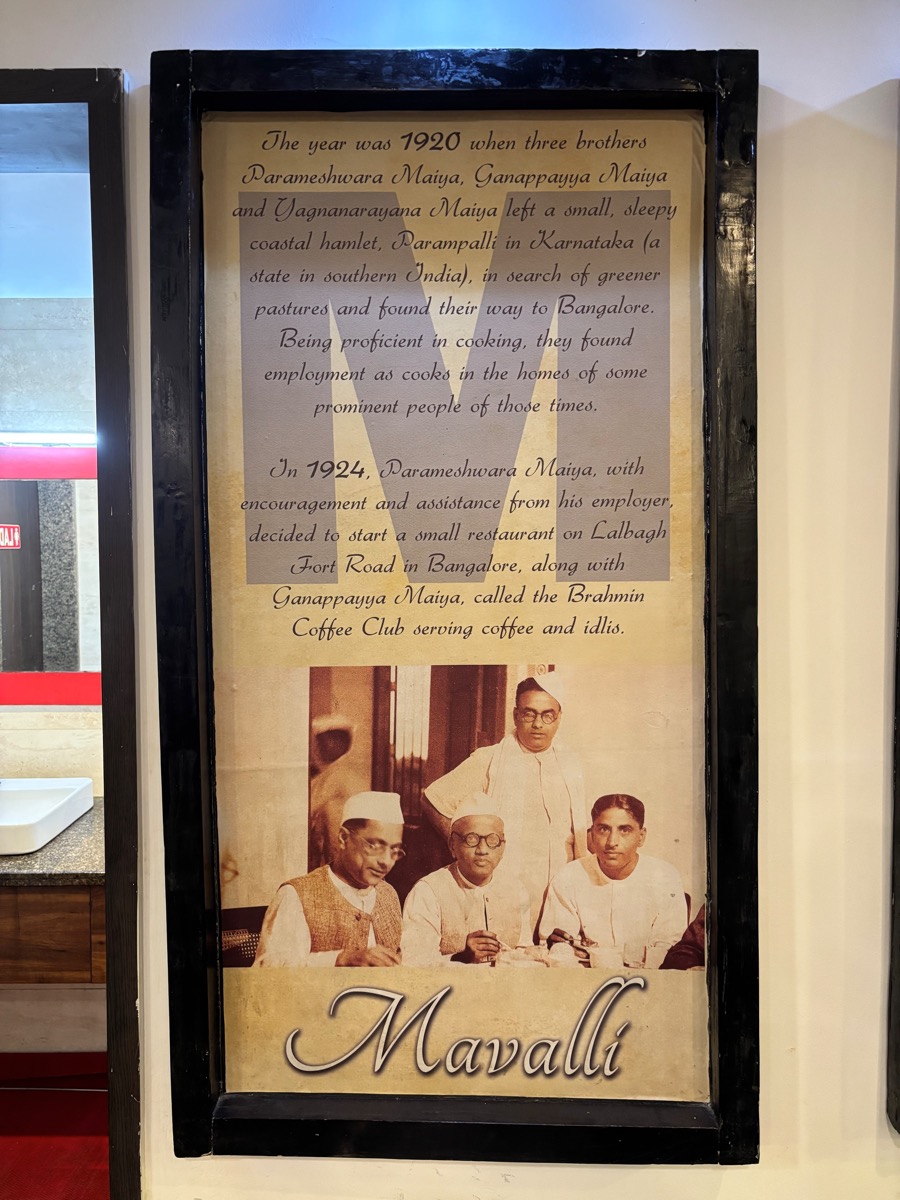 The year was 1920 when three brothers
Parameshwara Maiya, Ganappayya Maiya
and Yagnanarayana Maiya left a small, sleepy
coastal hamlet, Parampalli in Karnataka (a
state in southern India), in search of greener
pastures and found their way to Bangalore.
Being proficient in cooking, they found
employment as cooks in the homes of some
prominent people of those times.
In 1924, Parameshwara Maiya, with
encouragement and assistance from his employer,
decided to start a small restaurant on Lalbagh
Fort Road in Bangalore, along with
Ganappayya Maiya, called the Brahmin
Coffee Club serving coffee and idlis.
M
Mavalli